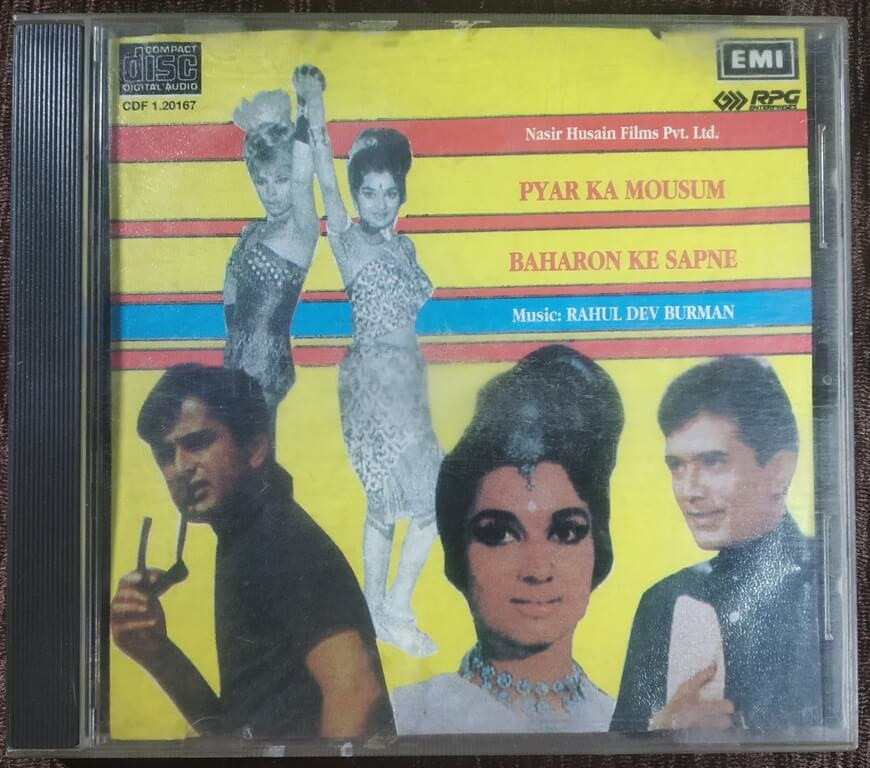 COMPACT
disc
DIGITAL AUDIO
CDF 1.20167
EMI
RPG
ENTERPRISES
Nasir Husain Films Pvt. Ltd.
PYAR KA MOUSUM
BAHARON KE SAPNE
Music: RAHUL DEV BURMAN